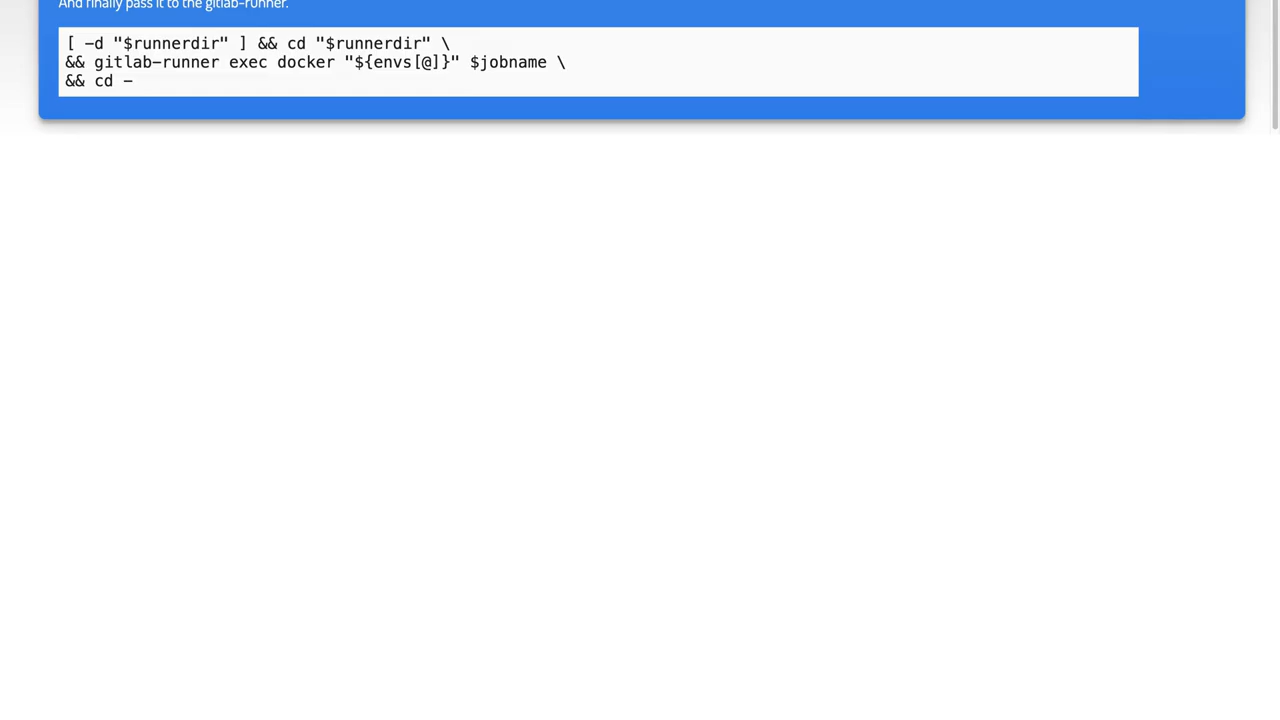 And finally pass it to the gitlab-runner.
[ -d "$runnerdir" ] && cd "$runnerdir" \
&& gitlab-runner exec docker "${envs[@]}" $jobname \
&& cd -